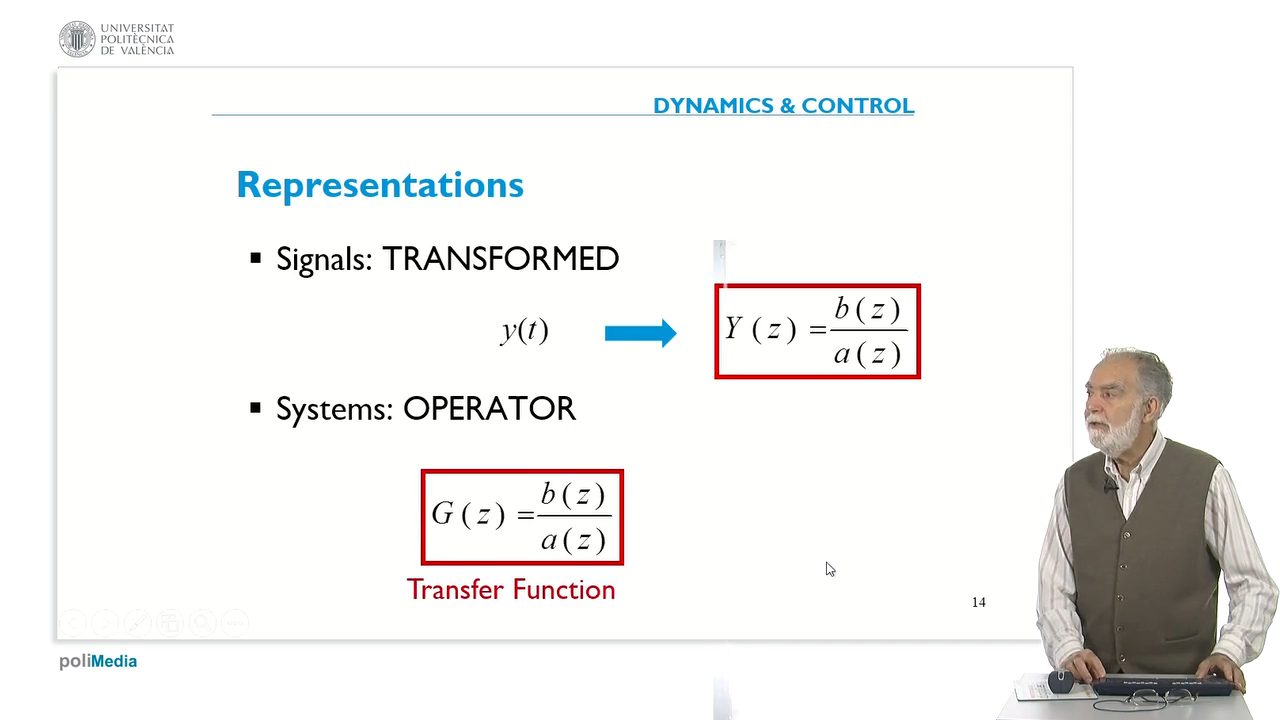 UNIVERSITAT
POLITÈCNICA
DE VALÈNCIA
DYNAMICS & CONTROL
Representations
▪ Signals: TRANSFORMED
y(t)
Y(z) = b(z) / a(z)
▪ Systems: OPERATOR
G(z) = b(z) / a(z)
Transfer Function
14
poliMedia